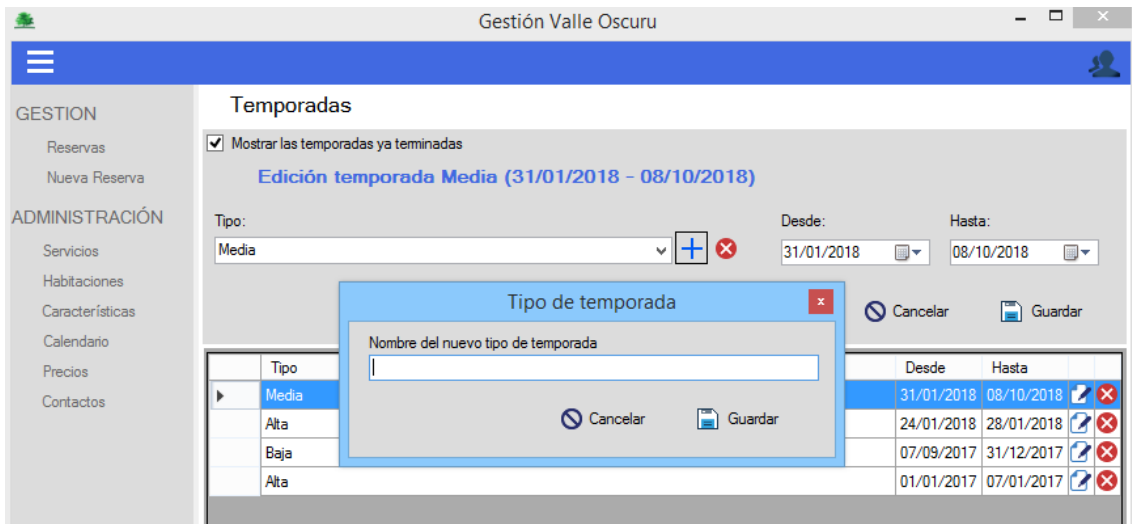 Gestión Valle Oscuru
Temporadas
GESTION
Reservas
Nueva Reserva
ADMINISTRACIÓN
Servicios
Habitaciones
Características
Calendario
Precios
Contactos
Mostrar las temporadas ya terminadas
Edición temporada Media (31/01/2018 - 08/10/2018)
Tipo: Desde: Hasta:
Media 31/01/2018 08/10/2018
Cancelar Guardar
Tipo de temporada
Nombre del nuevo tipo de temporada
Cancelar Guardar
Tipo Desde Hasta
Media 31/01/2018 08/10/2018
Alta 24/01/2018 28/01/2018
Baja 07/09/2017 31/12/2017
Alta 01/01/2017 07/01/2017